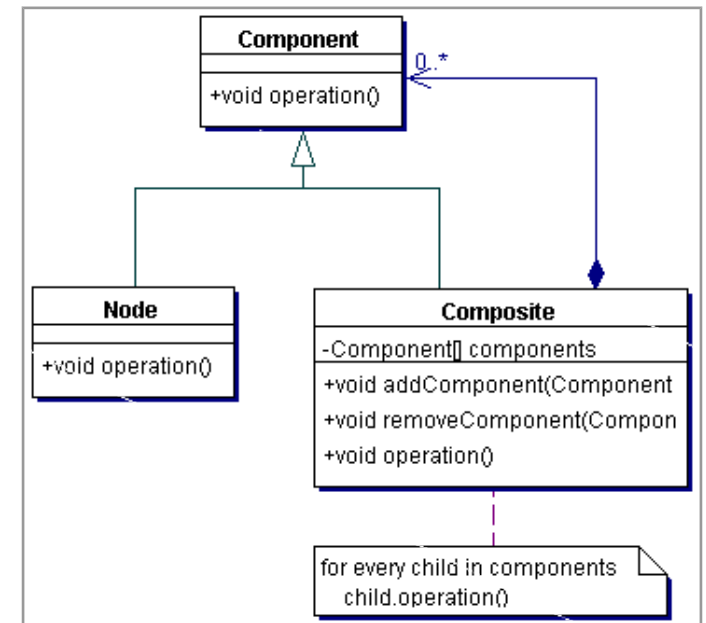 Component
+void operation()
0..*
Node
+void operation()
Composite
-Component[] components
+void addComponent(Component
+void removeComponent(Compon
+void operation()
for every child in components
child.operation()